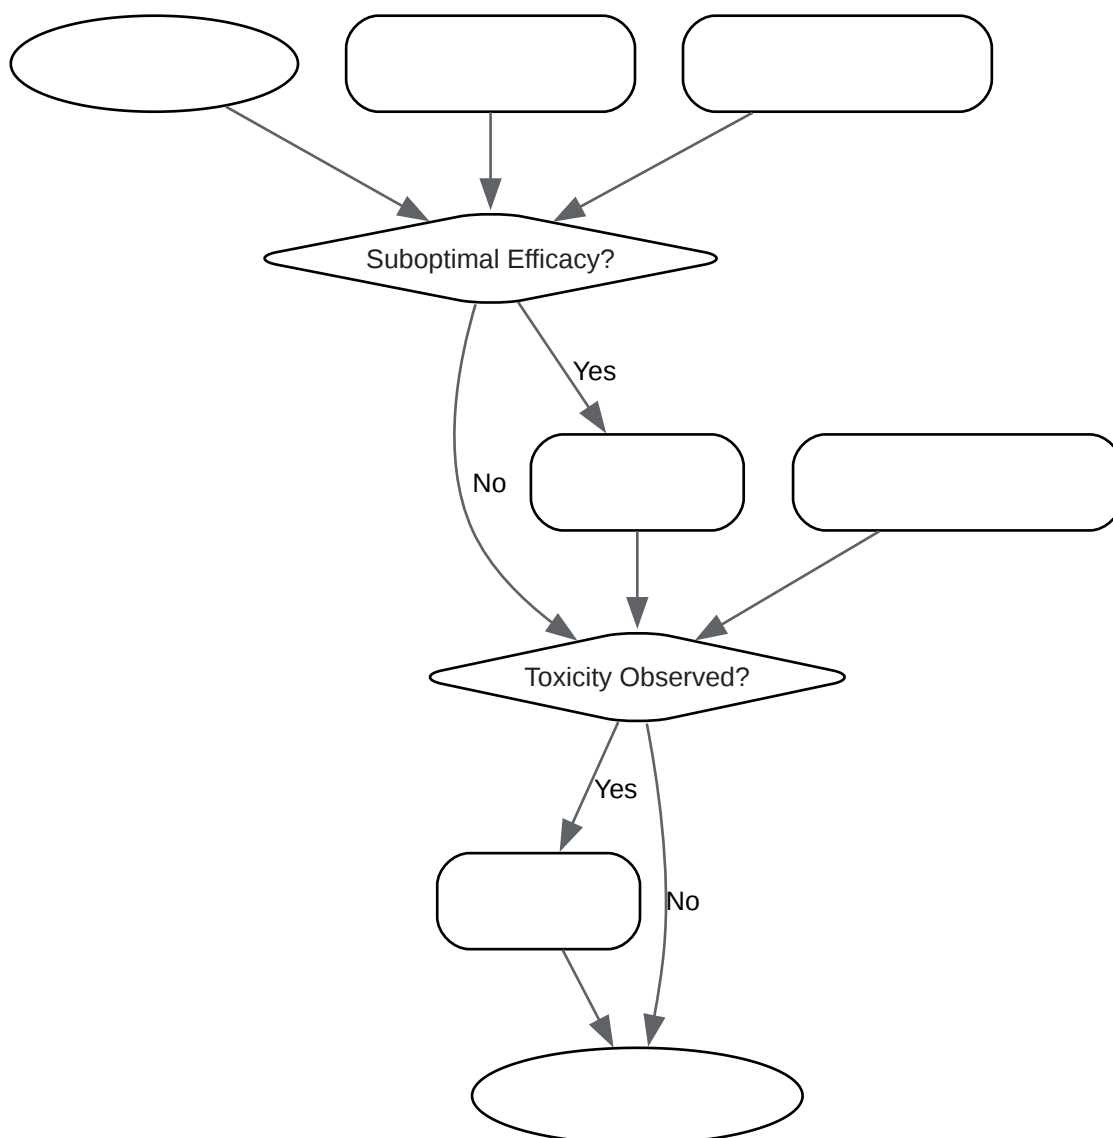 Suboptimal Efficacy?
Yes
No
Toxicity Observed?
Yes
No